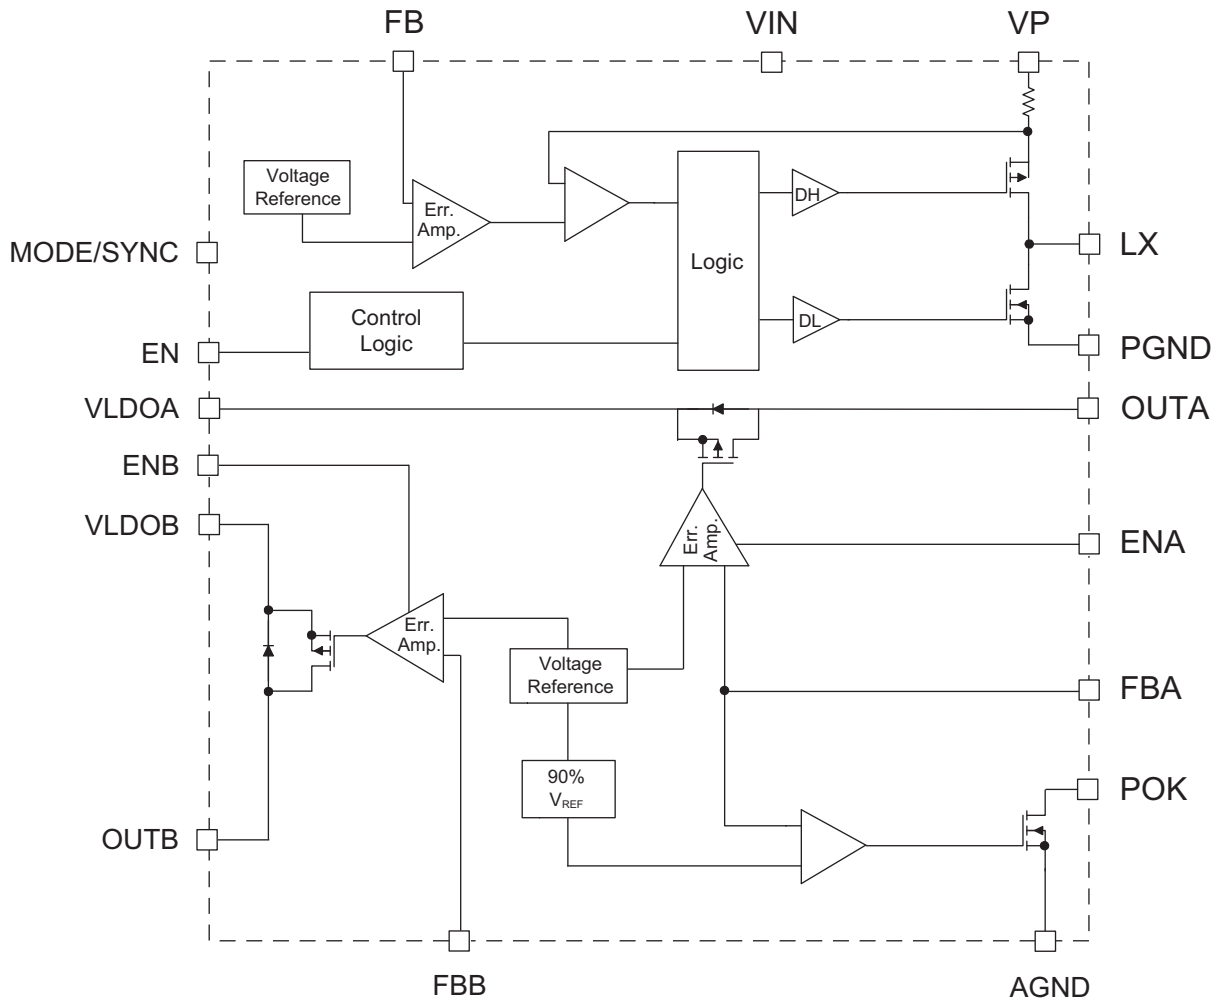 FB
VIN
VP
Voltage
Reference
Err.
Amp.
DH
MODE/SYNC
LX
Logic
Control
Logic
DL
EN
PGND
VLDOA
OUTA
ENB
VLDOB
Err.
Amp.
ENA
Err.
Amp.
Voltage
Reference
FBA
90%
VREF
POK
OUTB
FBB
AGND